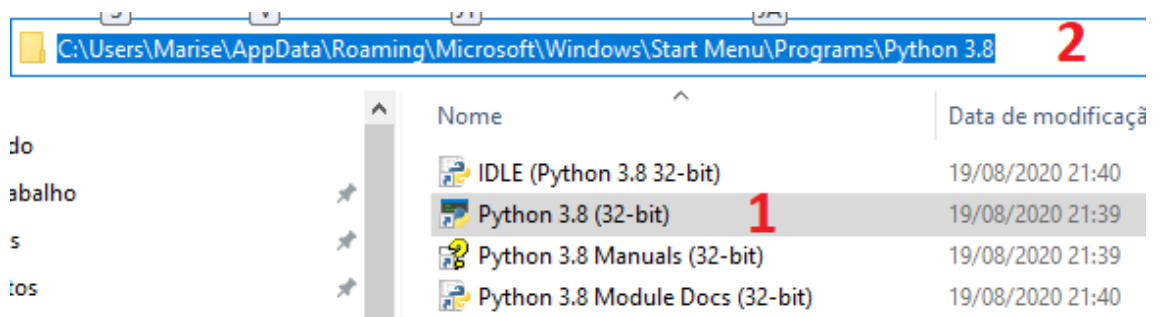 C:\Users\Marise\AppData\Roaming\Microsoft\Windows\Start Menu\Programs\Python 3.8 2
Nome Data de modificaçã
do
IDLE (Python 3.8 32-bit) 19/08/2020 21:40
abalho
Python 3.8 (32-bit) 1 19/08/2020 21:39
s
Python 3.8 Manuals (32-bit) 19/08/2020 21:39
tos
Python 3.8 Module Docs (32-bit) 19/08/2020 21:40